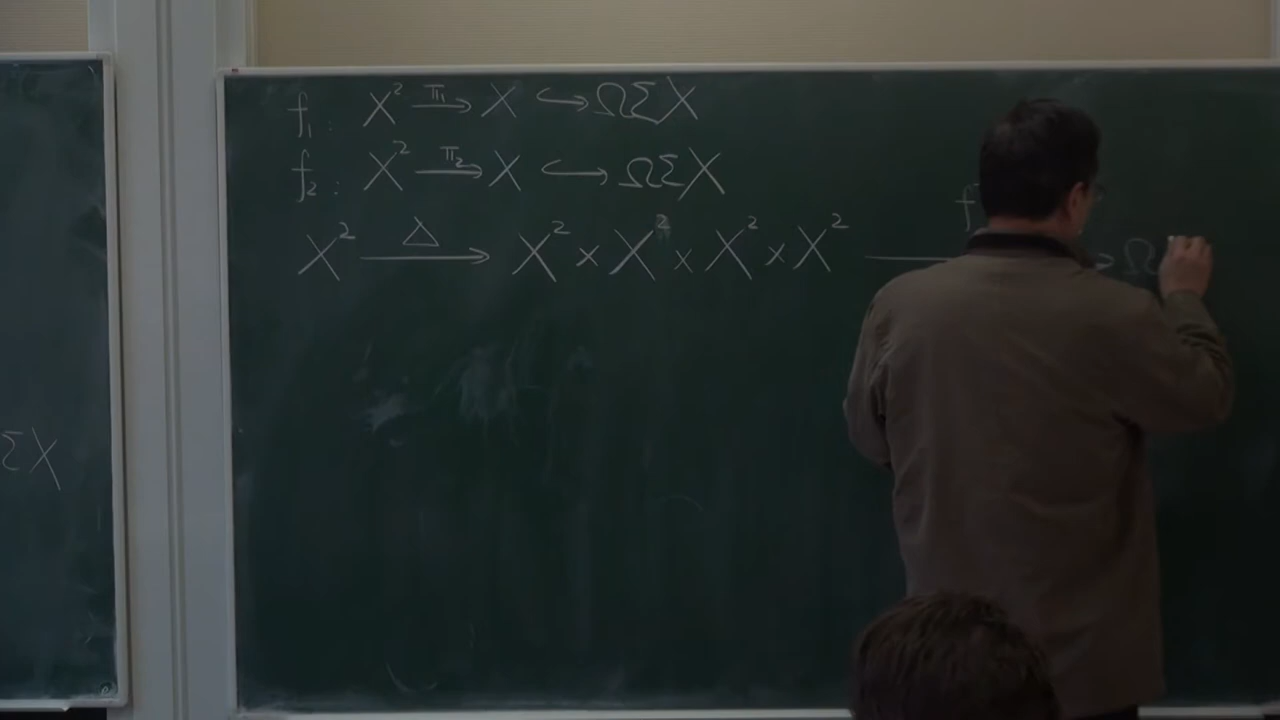 f₁: X² —π₁→ X ↪ ΩΣX
f₂: X² —π₂→ X ↪ ΩΣX
X² —Δ→ X² × X² × X² × X² —f→ Ω
ΣX